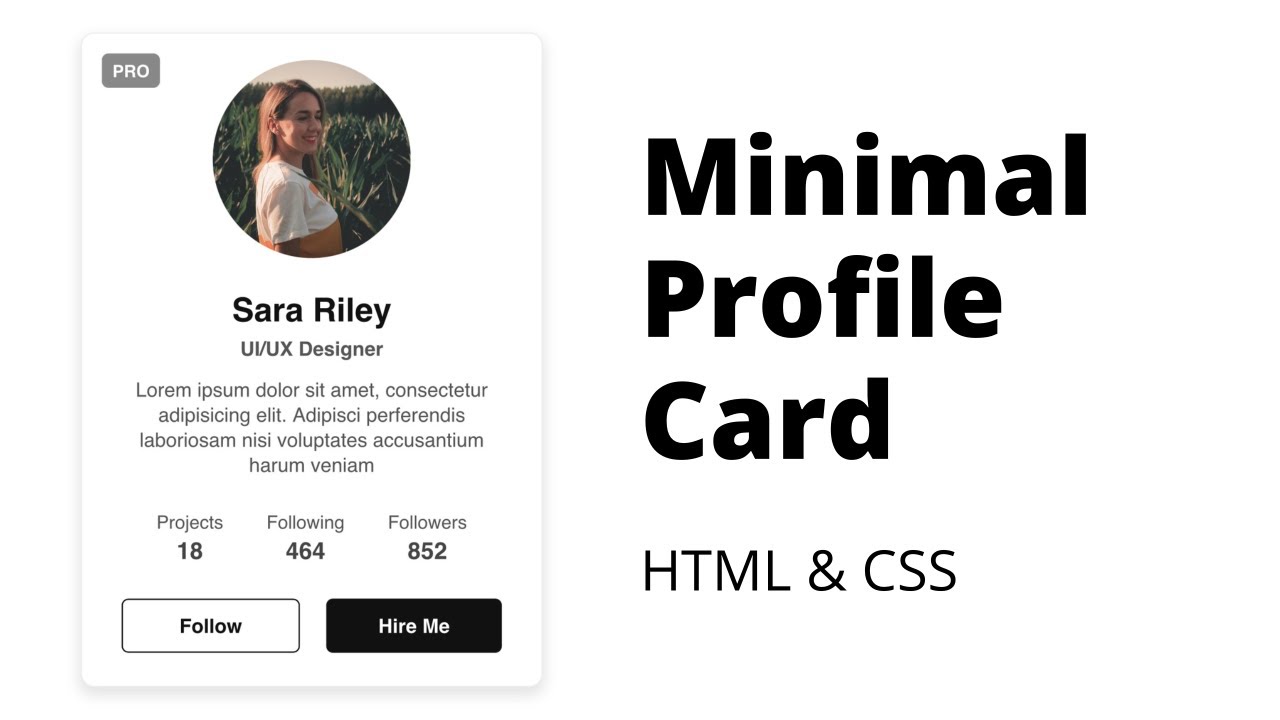 PRO
Sara Riley
UI/UX Designer
Lorem ipsum dolor sit amet, consectetur
adipisicing elit. Adipisci perferendis
laboriosam nisi voluptates accusantium
harum veniam
Projects Following Followers
18 464 852
Follow Hire Me
Minimal
Profile
Card
HTML & CSS